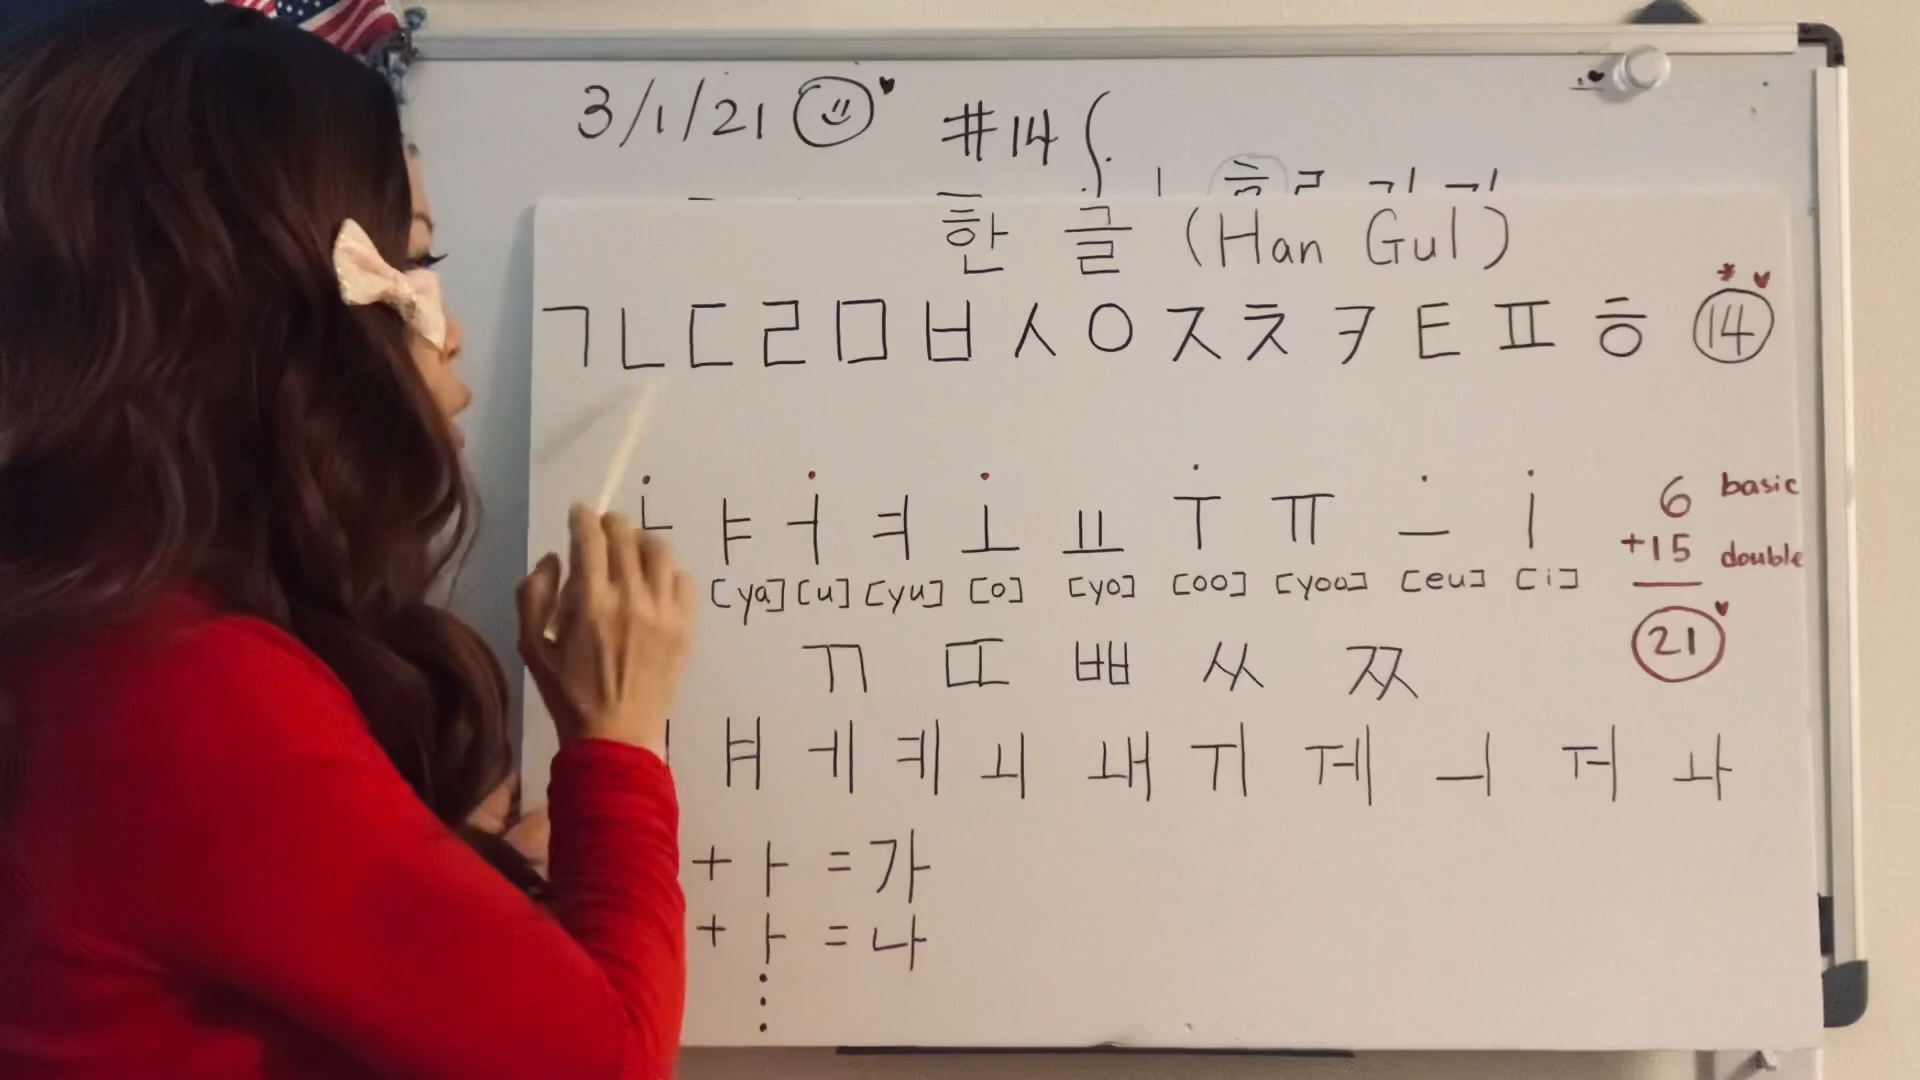 3/1/21
#14
한글 (Han Gul)
ㄱ ㄴ ㄷ ㄹ ㅁ ㅂ ㅅ ㅇ ㅈ ㅊ ㅋ ㅌ ㅍ ㅎ 14
ㅏ ㅑ ㅓ ㅕ ㅗ ㅛ ㅜ ㅠ ㅡ ㅣ
[ya] [u] [yu] [o] [yo] [oo] [yoo] [eu] [i]
6 basic
+15 double
21
ㄲ ㄸ ㅃ ㅆ ㅉ
ㅒ ㅔ ㅖ ㅚ ㅙ ㅟ ㅞ ㅢ ㅝ ㅘ
+ ㅏ = 가
+ ㅏ = 나